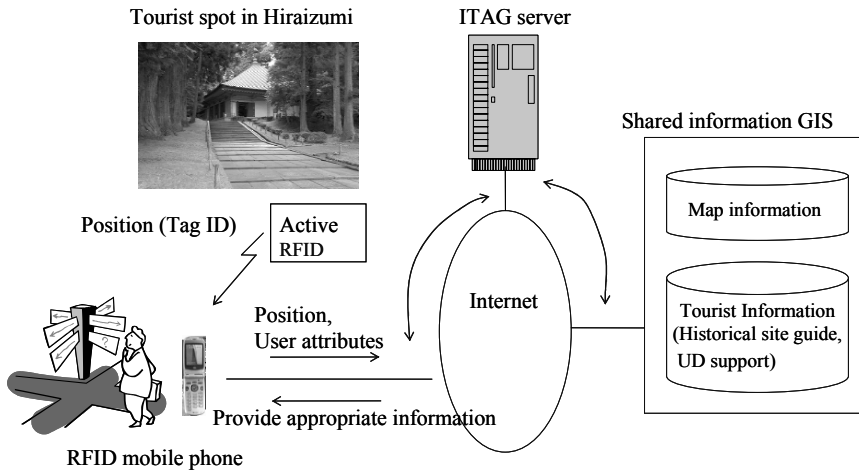 Tourist spot in Hiraizumi
ITAG server
Shared information GIS
Map information
Position (Tag ID)
Active
RFID
Internet
Tourist Information
(Historical site guide,
UD support)
Position,
User attributes
?
Provide appropriate information
RFID mobile phone